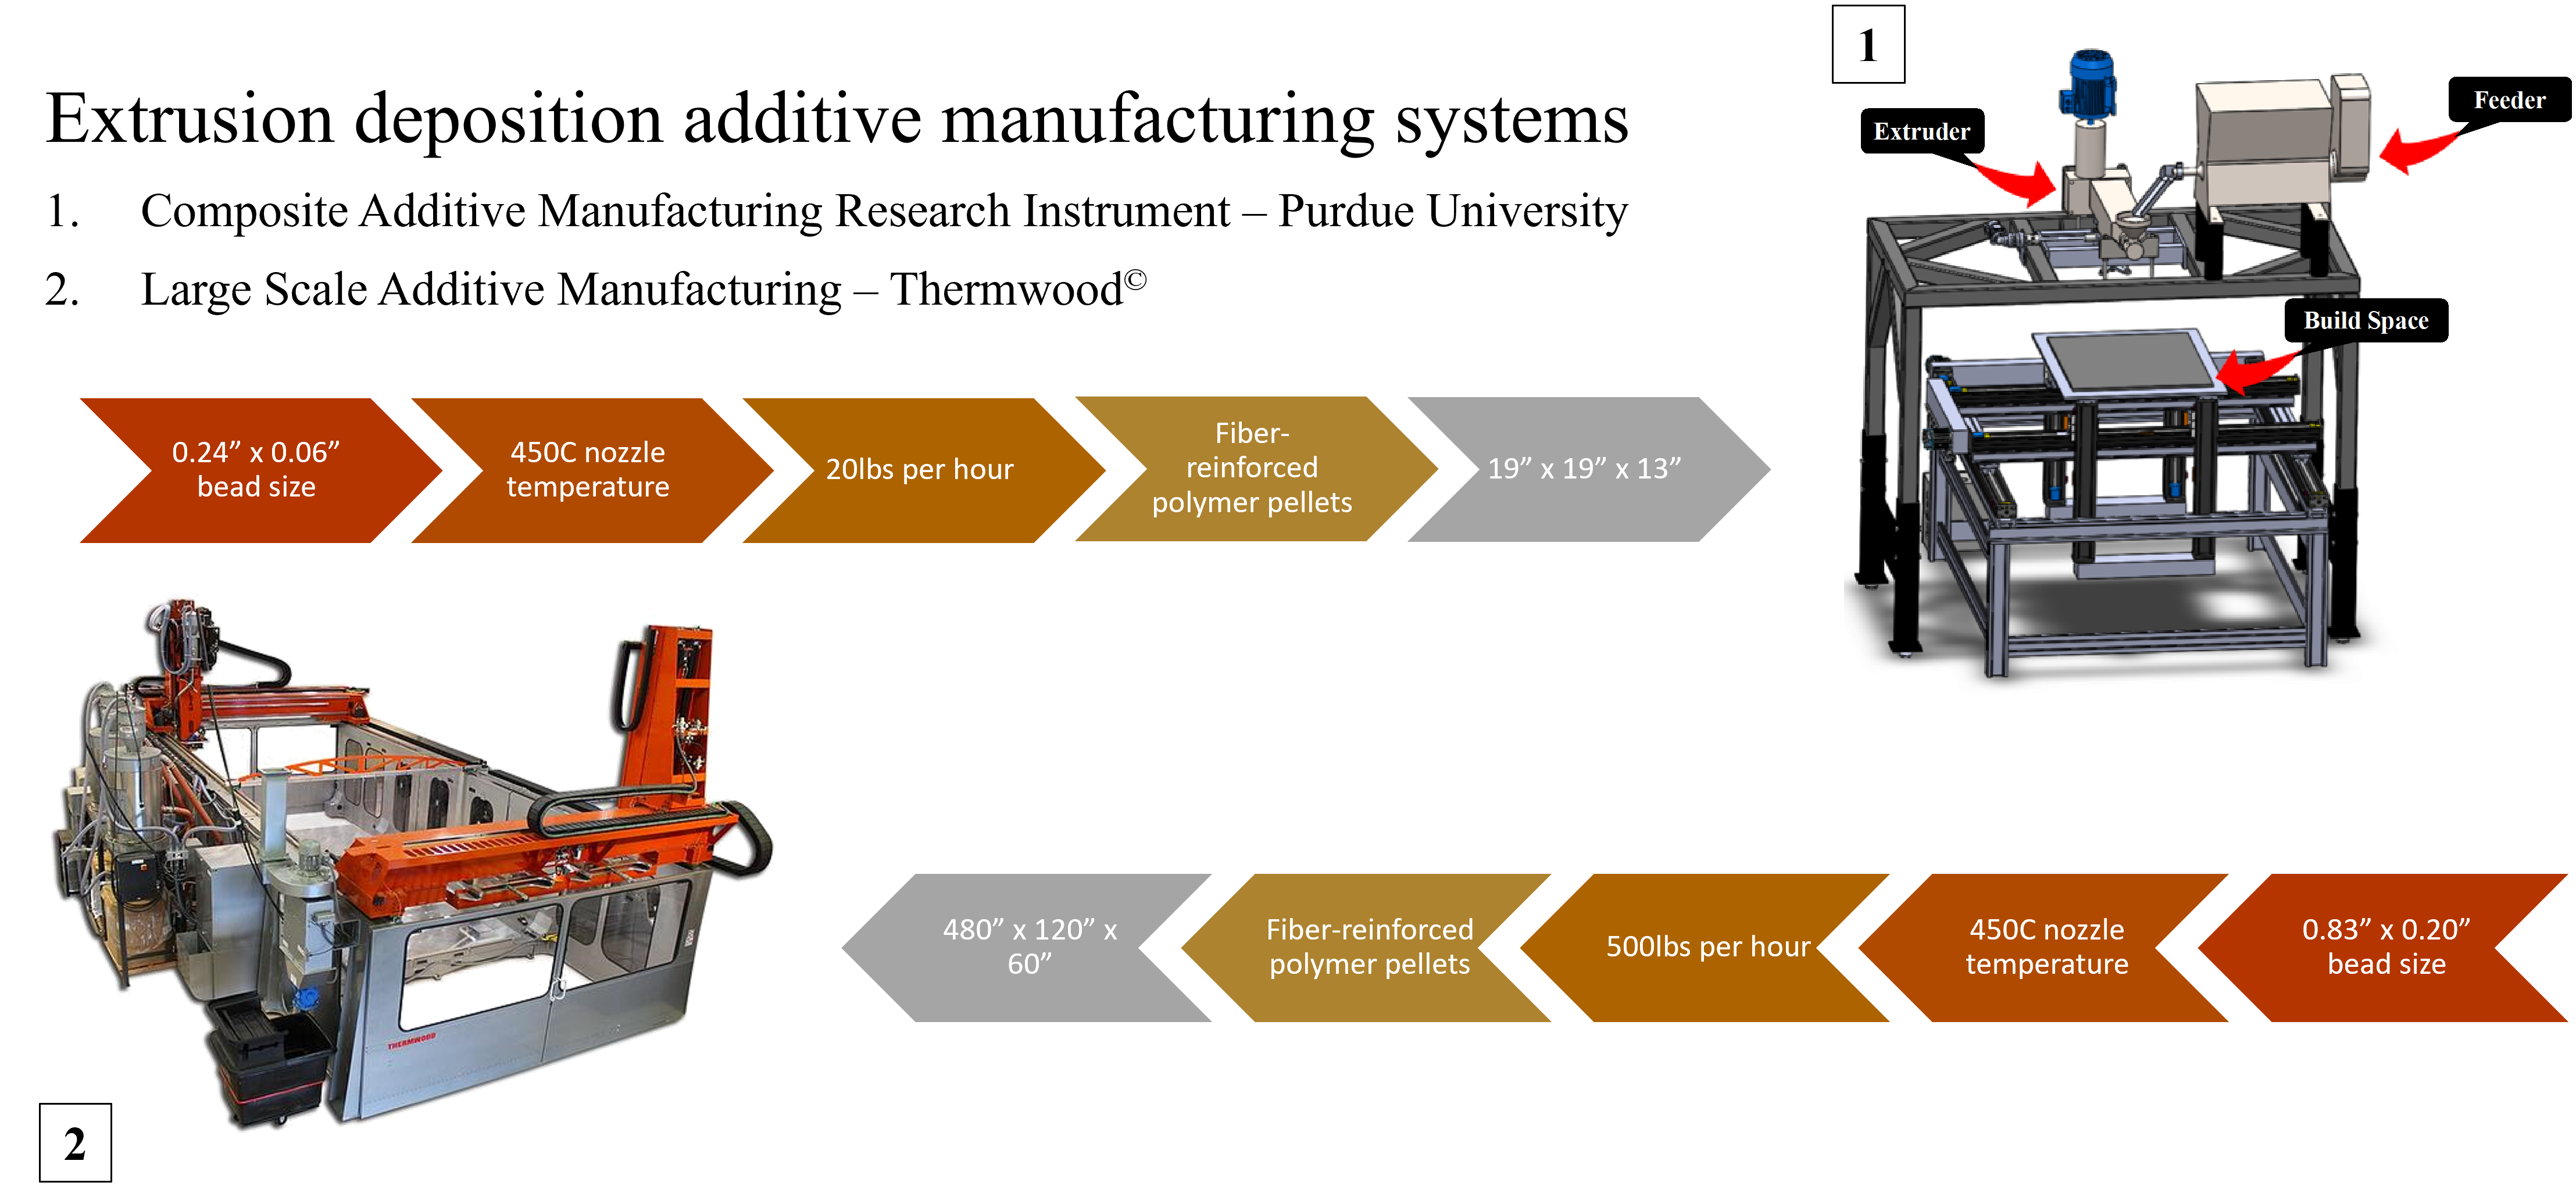 1
Extrusion deposition additive manufacturing systems
1. Composite Additive Manufacturing Research Instrument – Purdue University
2. Large Scale Additive Manufacturing – Thermwood©
Extruder
Feeder
Build Space
0.24” x 0.06”
bead size
450C nozzle
temperature
20lbs per hour
Fiber-
reinforced
polymer pellets
19” x 19” x 13”
THERMWOOD
480” x 120” x
60”
Fiber-reinforced
polymer pellets
500lbs per hour
450C nozzle
temperature
0.83” x 0.20”
bead size
2